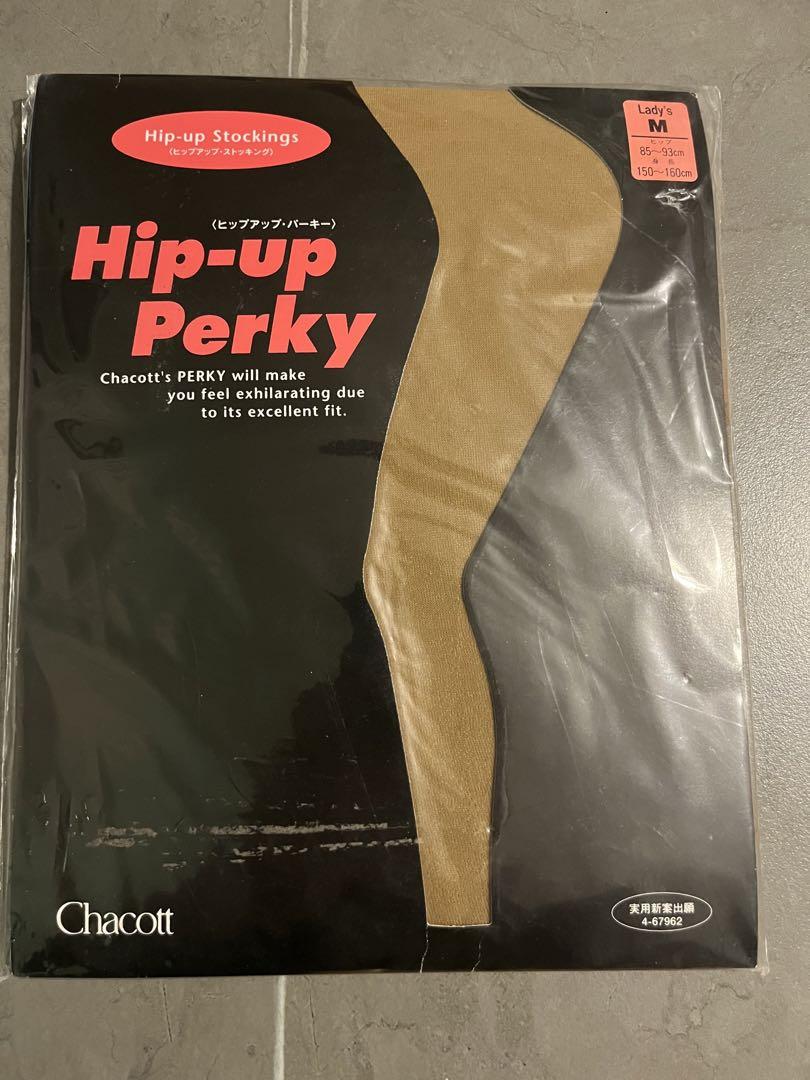 Hip-up Stockings
〈ヒップアップ・ストッキング〉
Lady's
M
ヒップ
85〜93cm
身長
150〜160cm
〈ヒップアップ・パーキー〉
Hip-up
Perky
Chacott's PERKY will make
you feel exhilarating due
to its excellent fit.
Chacott
実用新案出願
4-67962